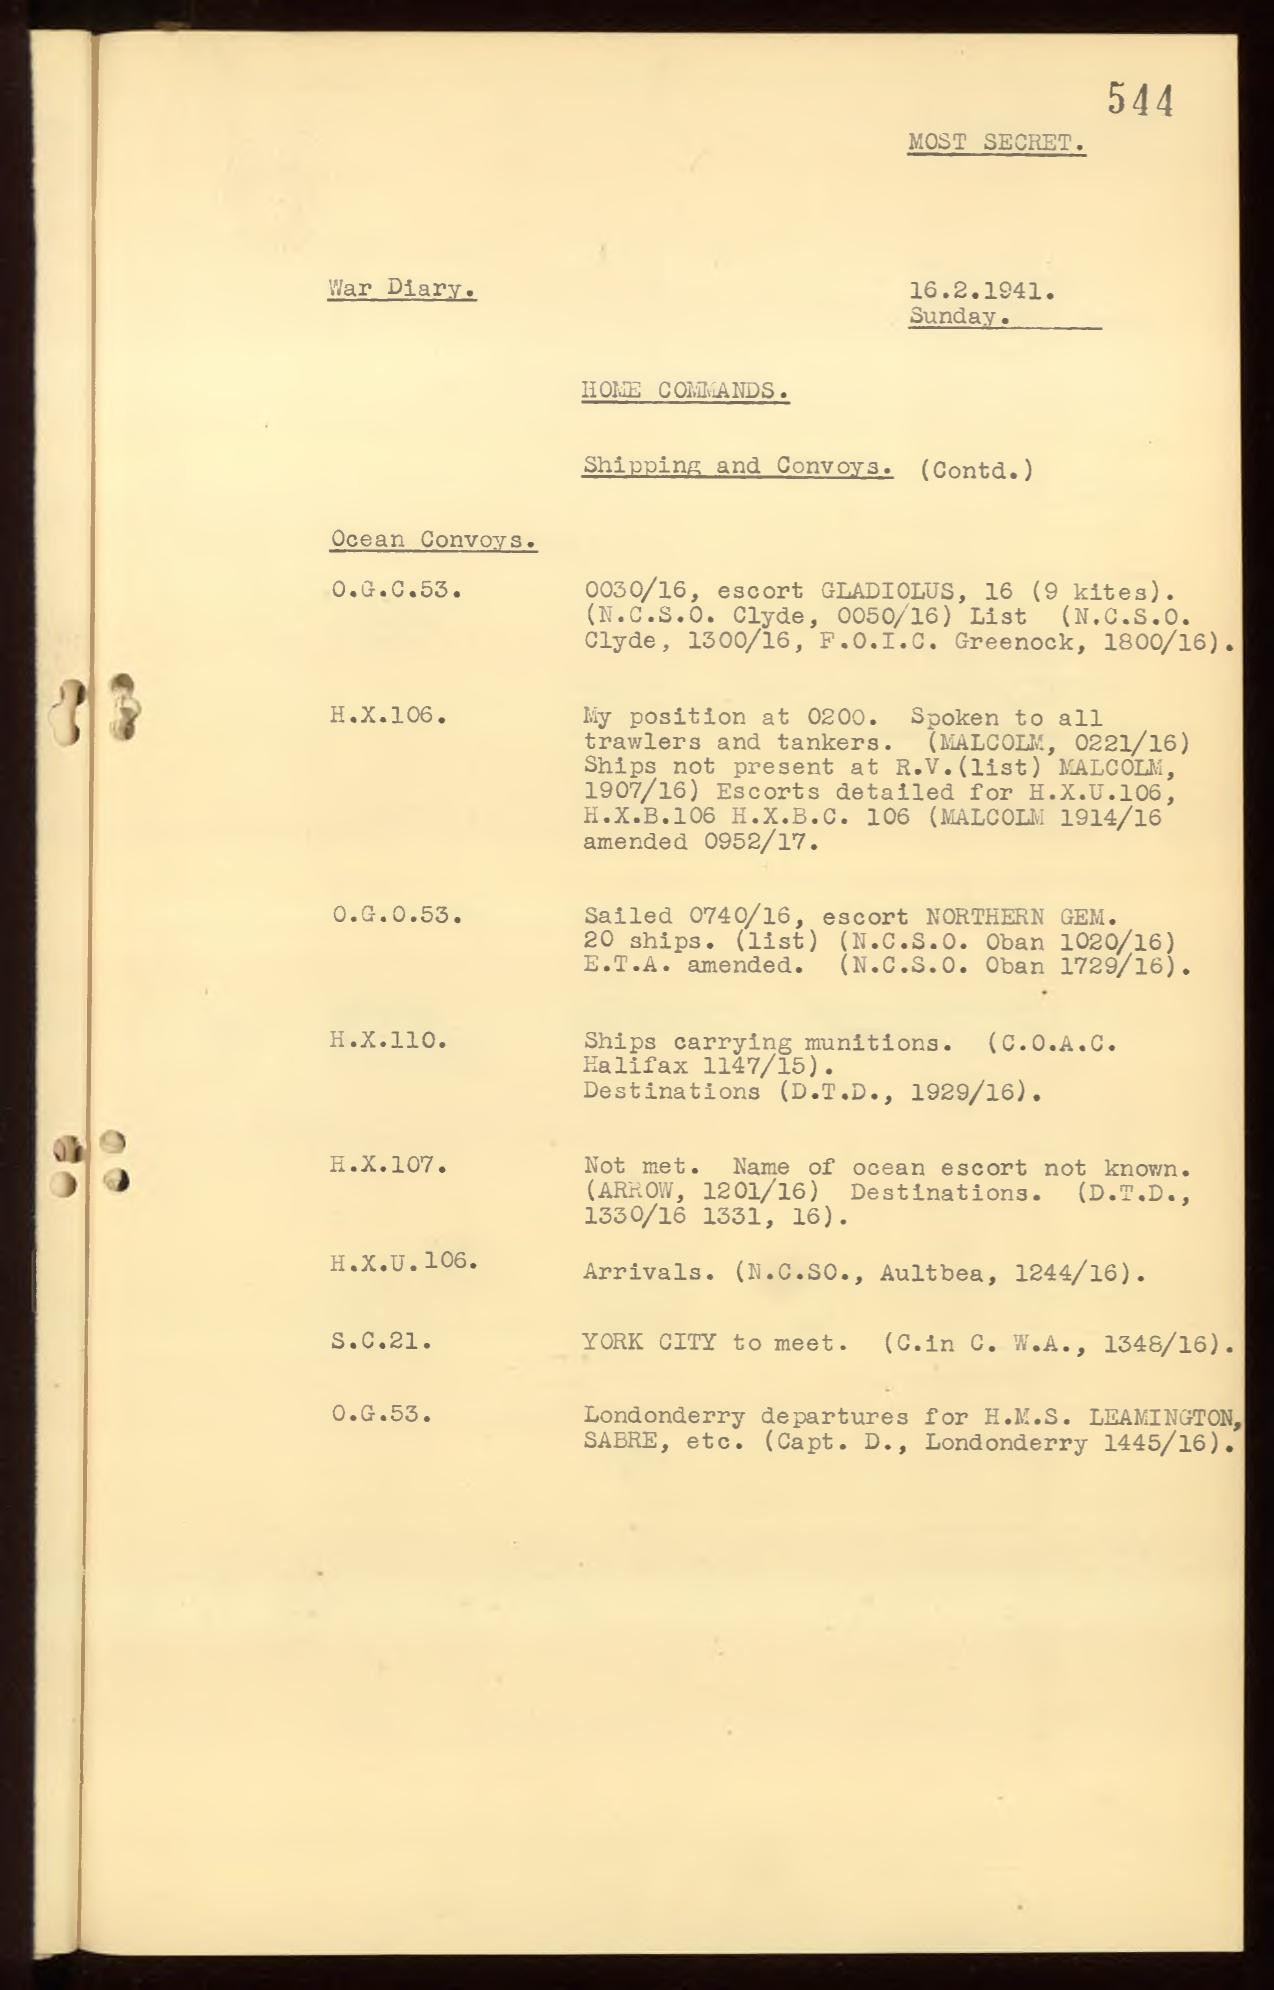 544
MOST SECRET.
War Diary.
16.2.1941.
Sunday.
HOME COMMANDS.
Shipping and Convoys. (Contd.)
Ocean Convoys.
O.G.C.53. 0030/16, escort GLADIOLUS, 16 (9 kites).
(N.C.S.O. Clyde, 0050/16) List (N.C.S.O.
Clyde, 1300/16, F.O.I.C. Greenock, 1800/16).
H.X.106. My position at 0200. Spoken to all
trawlers and tankers. (MALCOLM, 0221/16)
Ships not present at R.V.(list) MALCOLM,
1907/16) Escorts detailed for H.X.U.106,
H.X.B.106 H.X.B.C. 106 (MALCOLM 1914/16
amended 0952/17.
O.G.O.53. Sailed 0740/16, escort NORTHERN GEM.
20 ships. (list) (N.C.S.O. Oban 1020/16)
E.T.A. amended. (N.C.S.O. Oban 1729/16).
H.X.110. Ships carrying munitions. (C.O.A.C.
Halifax 1147/15).
Destinations (D.T.D., 1929/16).
H.X.107. Not met. Name of ocean escort not known.
(ARROW, 1201/16) Destinations. (D.T.D.,
1330/16 1331, 16).
H.X.U.106. Arrivals. (N.C.SO., Aultbea, 1244/16).
S.C.21. YORK CITY to meet. (C.in C. W.A., 1348/16).
O.G.53. Londonderry departures for H.M.S. LEAMINGTON,
SABRE, etc. (Capt. D., Londonderry 1445/16).